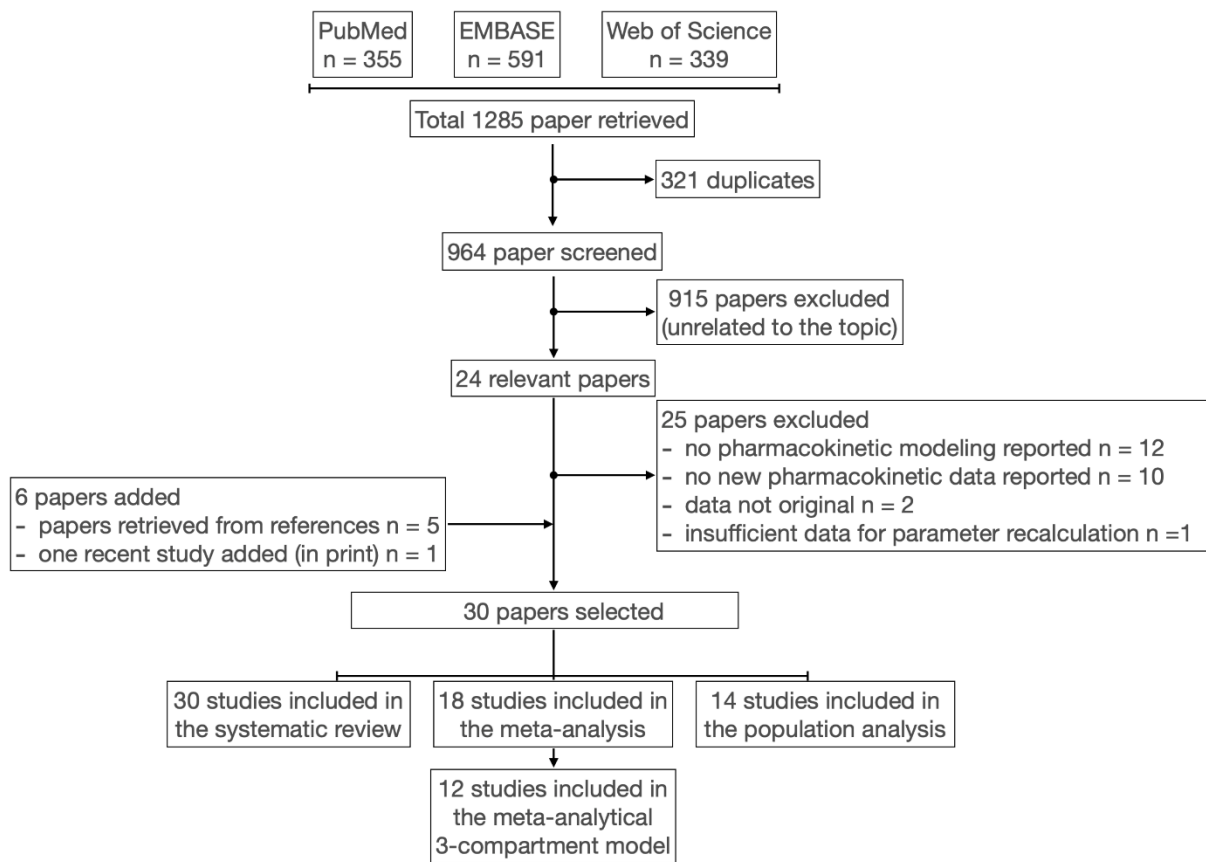 PubMed
n = 355
EMBASE
n = 591
Web of Science
n = 339
Total 1285 paper retrieved
321 duplicates
964 paper screened
915 papers excluded
(unrelated to the topic)
24 relevant papers
25 papers excluded
- no pharmacokinetic modeling reported n = 12
- no new pharmacokinetic data reported n = 10
- data not original n = 2
- insufficient data for parameter recalculation n =1
6 papers added
- papers retrieved from references n = 5
- one recent study added (in print) n = 1
30 papers selected
30 studies included in
the systematic review
18 studies included in
the meta-analysis
14 studies included in
the population analysis
12 studies included in
the meta-analytical
3-compartment model